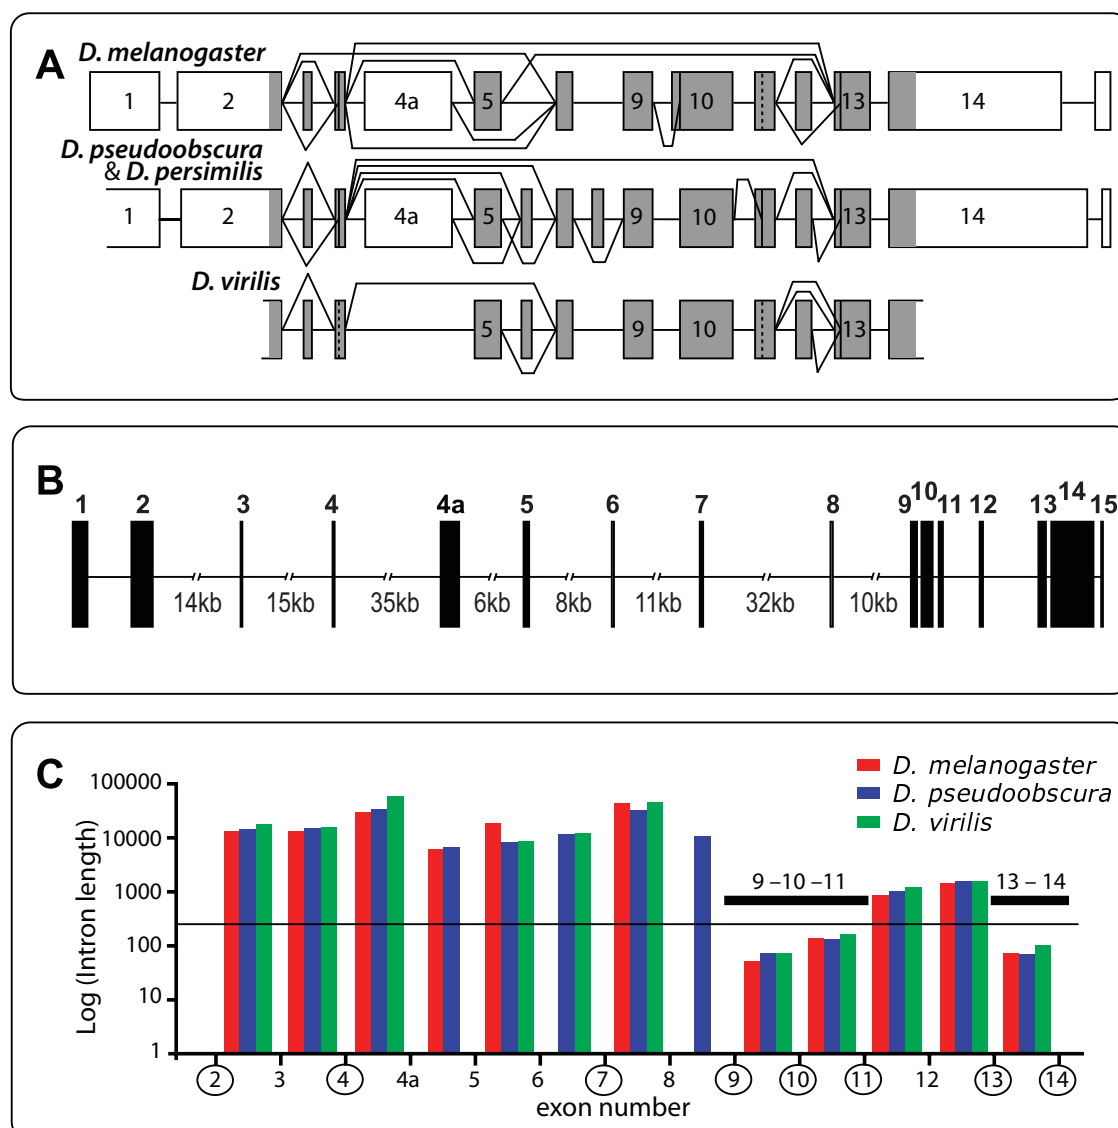 A
D. melanogaster
1 2 4a 5 9 10 13 14
D. pseudoobscura
& D. persimilis
1 2 4a 5 9 10 13 14
D. virilis
5 9 10 13
B
1 2 3 4 4a 5 6 7 8 9 10 11 12 13 14 15
14kb 15kb 35kb 6kb 8kb 11kb 32kb 10kb
C
Log (Intron length)
100000
10000
1000
100
10
1
D. melanogaster
D. pseudoobscura
D. virilis
9 –10 –11
13 – 14
2 3 4 4a 5 6 7 8 9 10 11 12 13 14
exon number